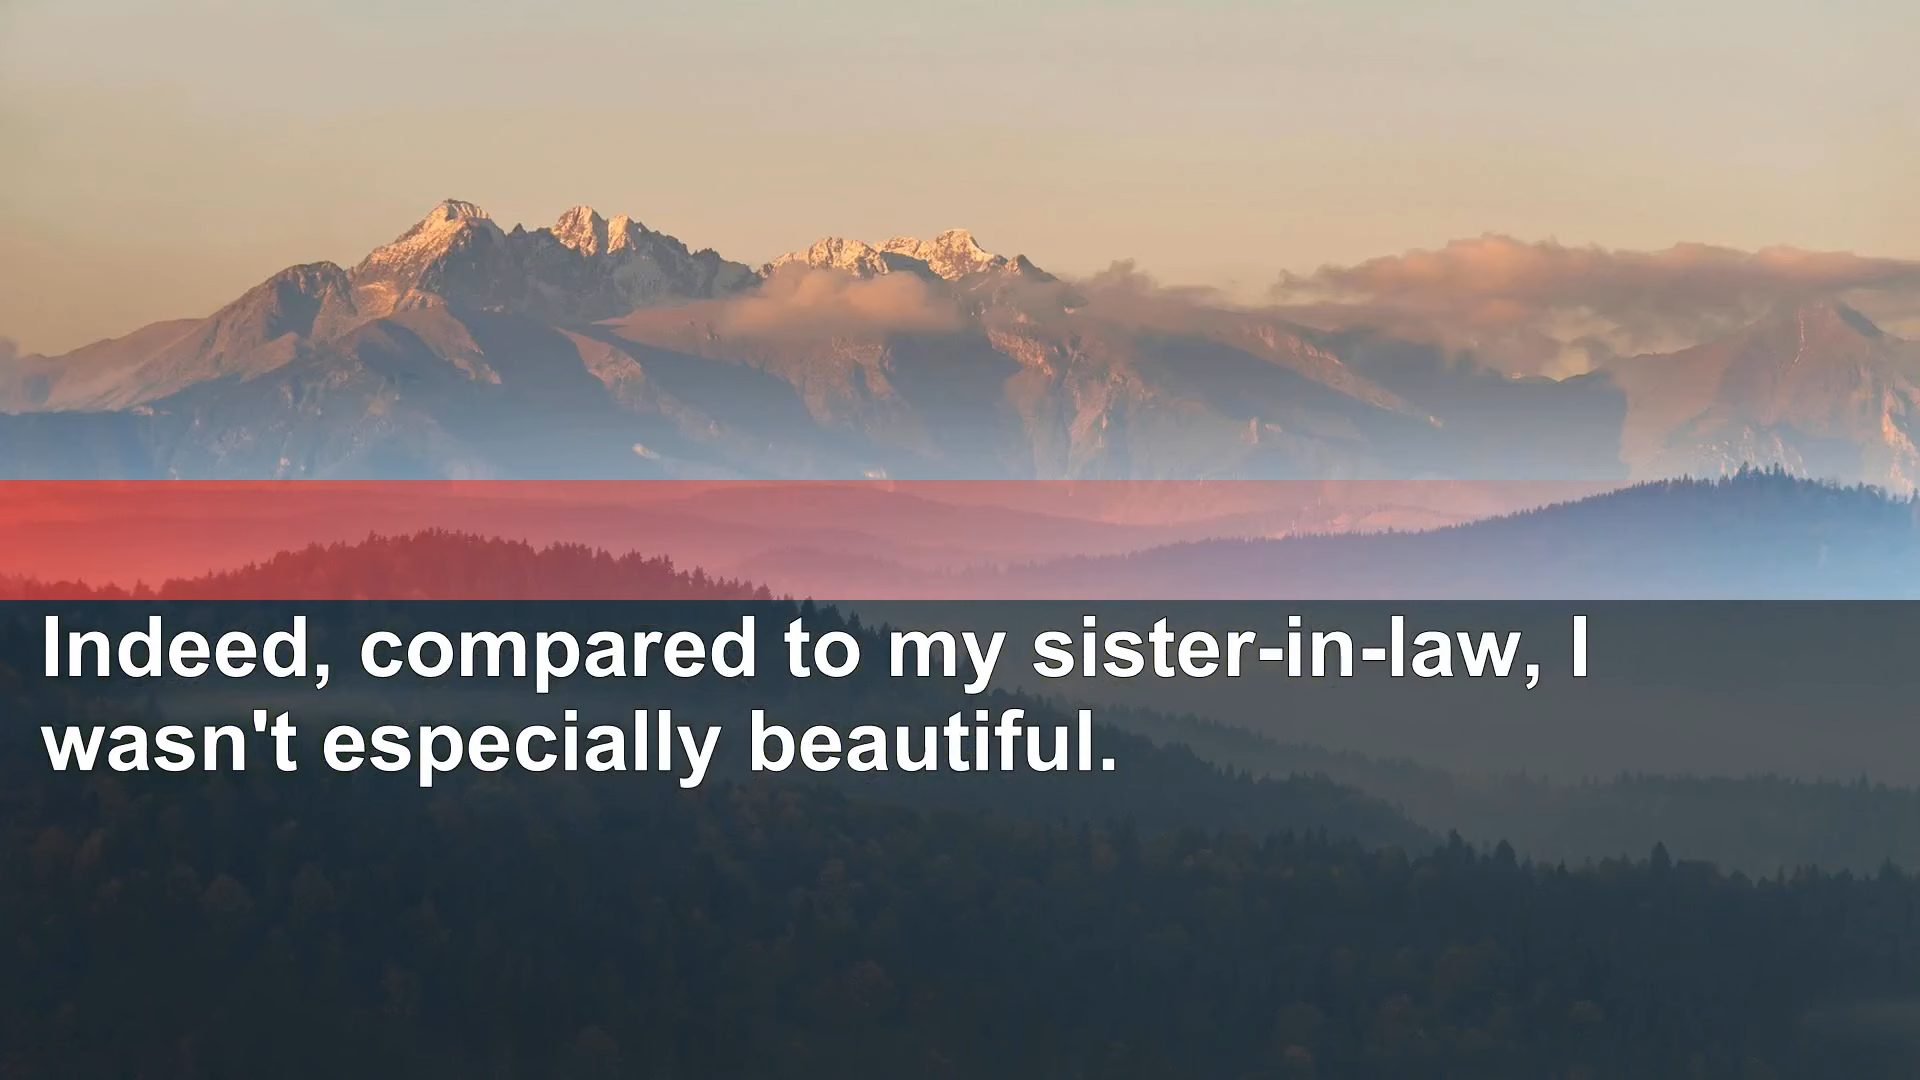 Indeed, compared to my sister-in-law, I
wasn't especially beautiful.